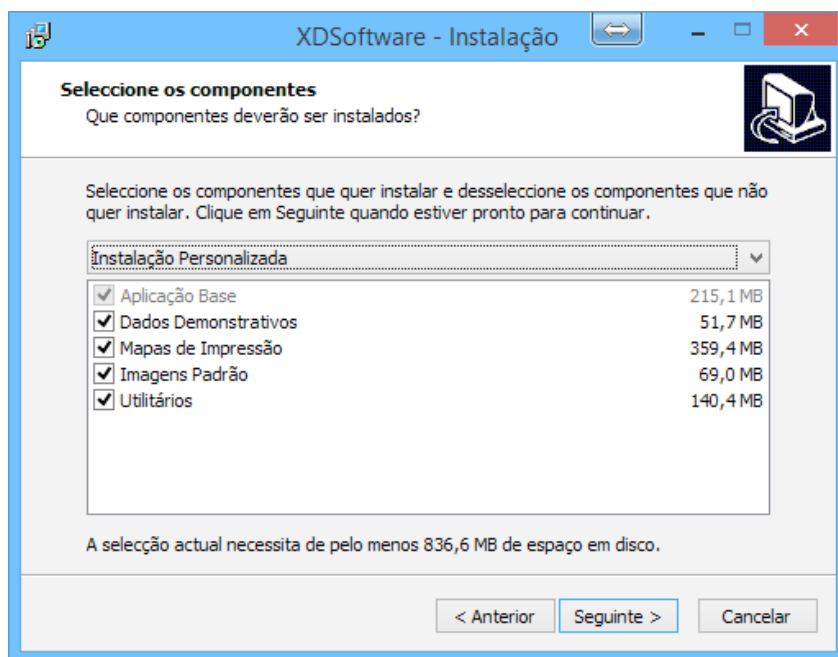 XDSoftware - Instalação
Seleccione os componentes
Que componentes deverão ser instalados?
Seleccione os componentes que quer instalar e desseleccione os componentes que não
quer instalar. Clique em Seguinte quando estiver pronto para continuar.
Instalação Personalizada
Aplicação Base 215,1 MB
Dados Demonstrativos 51,7 MB
Mapas de Impressão 359,4 MB
Imagens Padrão 69,0 MB
Utilitários 140,4 MB
A selecção actual necessita de pelo menos 836,6 MB de espaço em disco.
< Anterior Seguinte > Cancelar